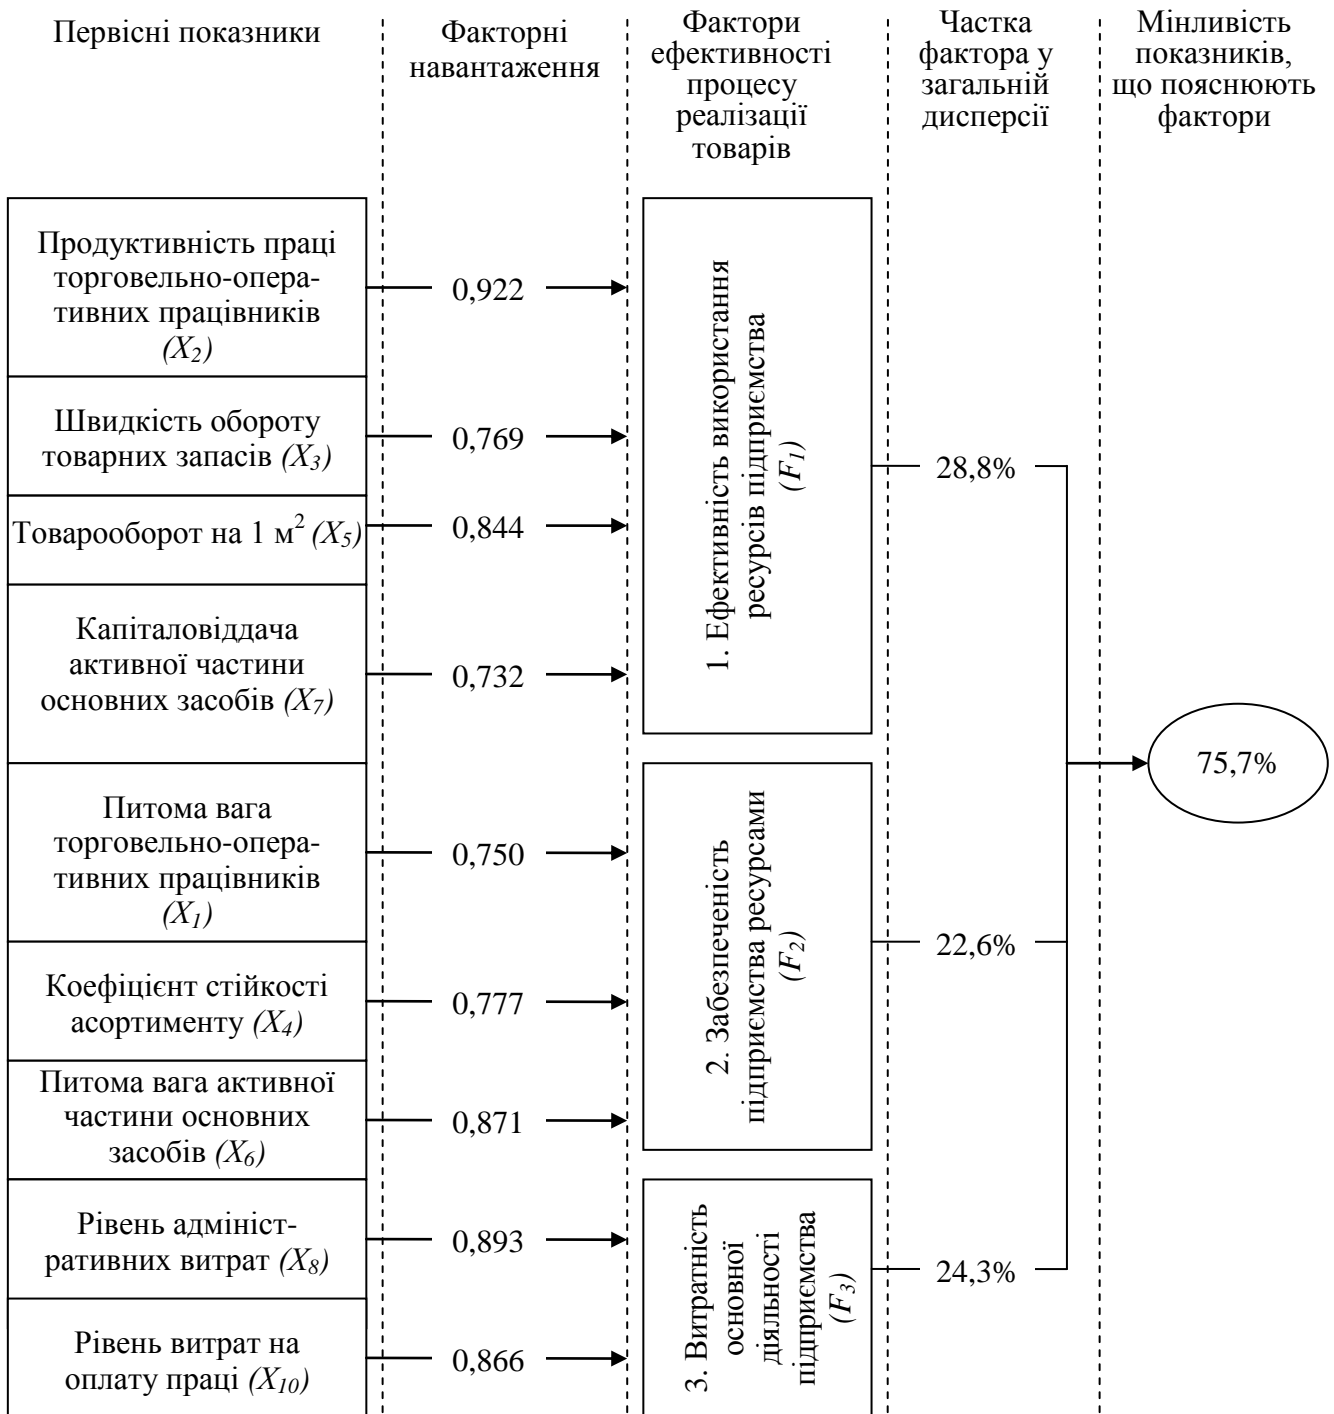 Первісні показники
Факторні
навантаження
Фактори
ефективності
процесу
реалізації
товарів
Частка
фактора у
загальній
дисперсії
Мінливість
показників,
що пояснюють
фактори
Продуктивність праці
торговельно-опера-
тивних працівників
(X2)
0,922
Швидкість обороту
товарних запасів (X3)
0,769
Товарооборот на 1 м² (X5)
0,844
Капіталовіддача
активної частини
основних засобів (X7)
0,732
1. Ефективність використання
ресурсів підприємства
(F1)
28,8%
Питома вага
торговельно-опера-
тивних працівників
(X1)
0,750
Коефіцієнт стійкості
асортименту (X4)
0,777
Питома вага активної
частини основних
засобів (X6)
0,871
2. Забезпеченість
підприємства ресурсами
(F2)
22,6%
Рівень адмініст-
ративних витрат (X8)
0,893
Рівень витрат на
оплату праці (X10)
0,866
3. Витратність
основної
діяльності
підприємства
(F3)
24,3%
75,7%